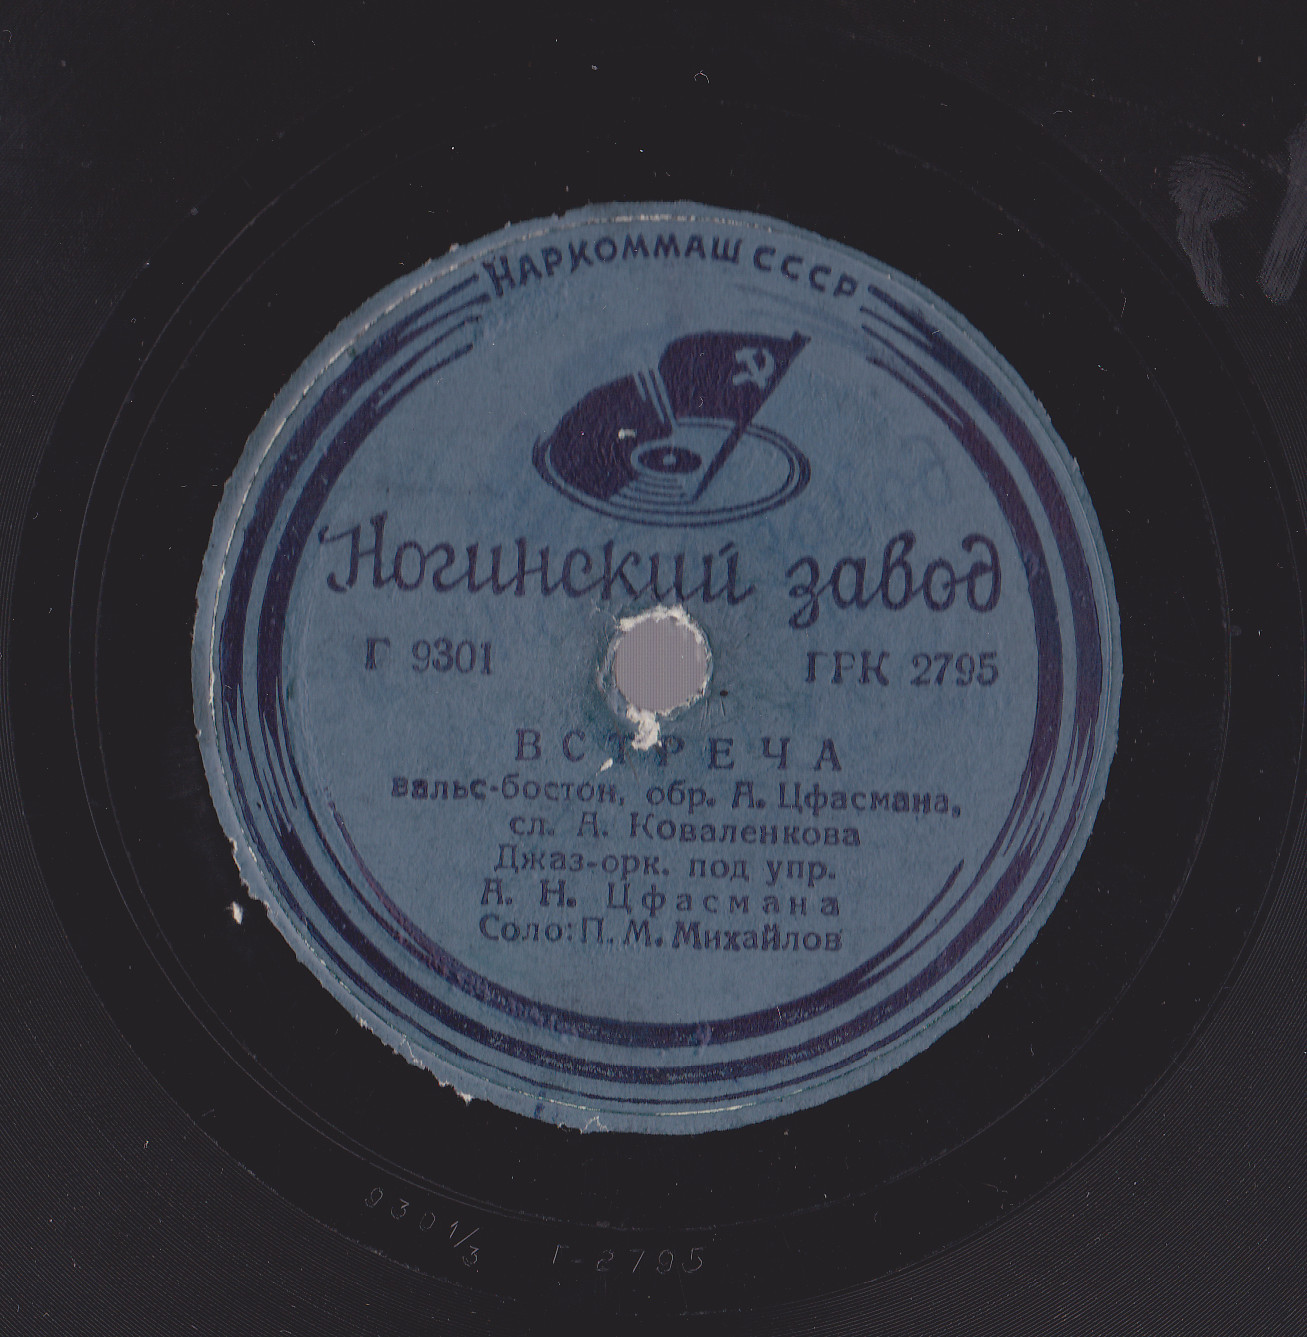 НАРКОММАШ СССР
Ногинский завод
Г 9301
ГРК 2795
ВСТРЕЧА
вальс-бостон, обр. А. Цфасмана,
сл. А. Коваленкова
Джаз-орк. под упр.
А. Н. Цфасмана
Соло: П. М. Михайлов
9301/3 Г-2795